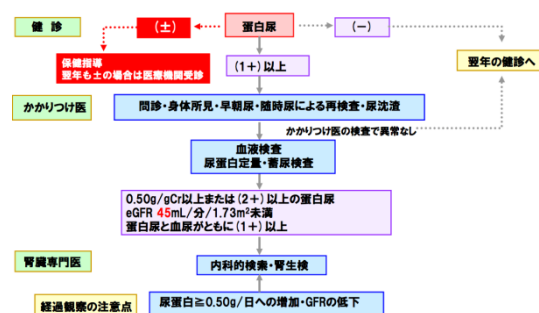 健 診
(±)
蛋白尿
(－)
保健指導
翌年も±の場合は医療機関受診
(1+)以上
翌年の健診へ
かかりつけ医
問診・身体所見・早朝尿・随時尿による再検査・尿沈渣
かかりつけ医の検査で異常なし
血液検査
尿蛋白定量・蓄尿検査
0.50g/gCr以上または(2+)以上の蛋白尿
eGFR 45mL/分/1.73m²未満
蛋白尿と血尿がともに(1+)以上
腎臓専門医
内科的検索・腎生検
経過観察の注意点
尿蛋白≧0.50g/日への増加・GFRの低下